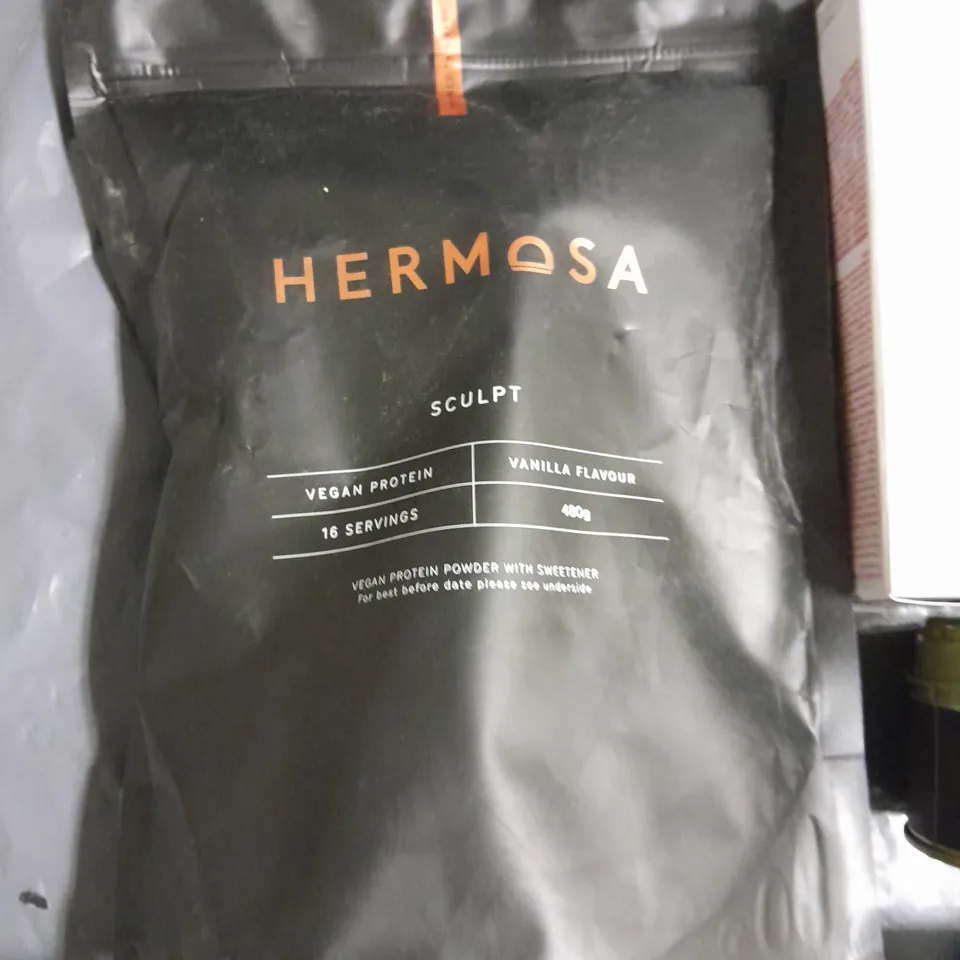 HERMOSA
SCULPT
VEGAN PROTEIN
VANILLA FLAVOUR
16 SERVINGS
480g
VEGAN PROTEIN POWDER WITH SWEETENER
For best before date please see underside